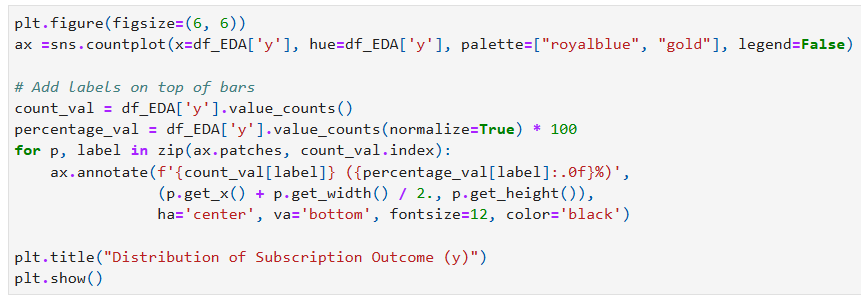 plt.figure(figsize=(6, 6))
ax =sns.countplot(x=df_EDA['y'], hue=df_EDA['y'], palette=["royalblue", "gold"], legend=False)

# Add labels on top of bars
count_val = df_EDA['y'].value_counts()
percentage_val = df_EDA['y'].value_counts(normalize=True) * 100
for p, label in zip(ax.patches, count_val.index):
    ax.annotate(f'{count_val[label]} ({percentage_val[label]:.0f}%)',
                (p.get_x() + p.get_width() / 2., p.get_height()),
                ha='center', va='bottom', fontsize=12, color='black')

plt.title("Distribution of Subscription Outcome (y)")
plt.show()